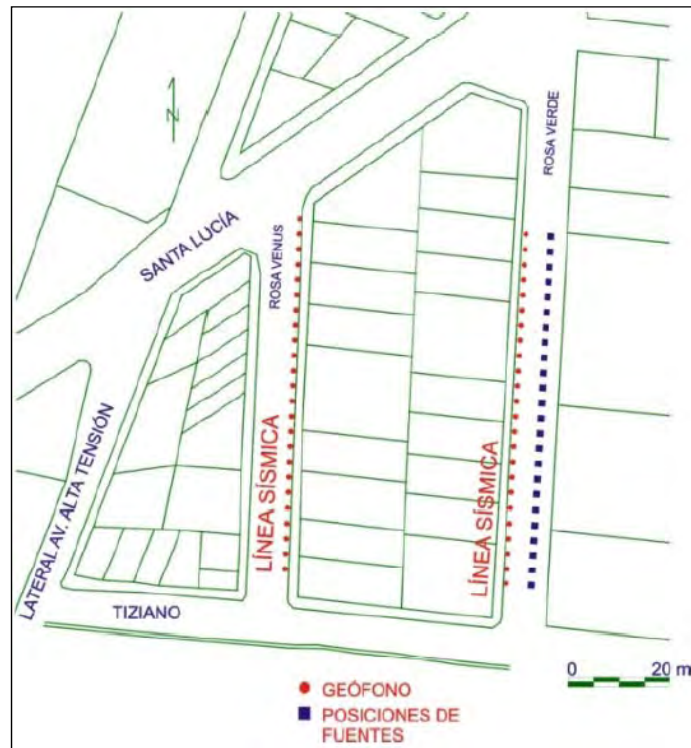 N
ROSA VERDE
SANTA LUCÍA
ROSA VENUS
LATERAL AV. ALTA TENSIÓN
LÍNEA SÍSMICA
LÍNEA SÍSMICA
TIZIANO
0 20 m
GEÓFONO
POSICIONES DE
FUENTES